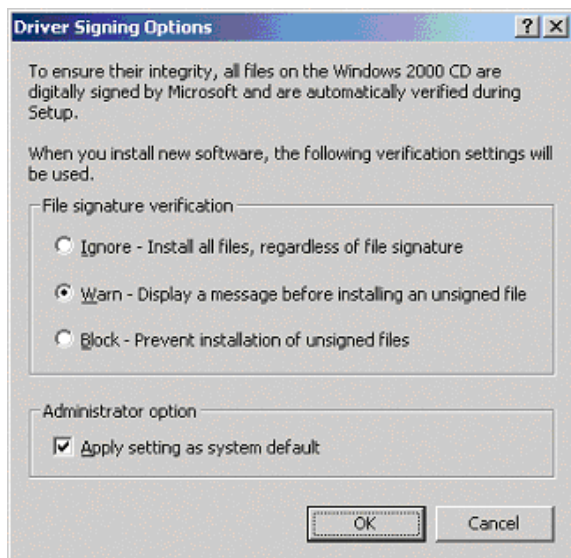 Driver Signing Options
To ensure their integrity, all files on the Windows 2000 CD are
digitally signed by Microsoft and are automatically verified during
Setup.
When you install new software, the following verification settings will
be used.
File signature verification
Ignore - Install all files, regardless of file signature
Warn - Display a message before installing an unsigned file
Block - Prevent installation of unsigned files
Administrator option
Apply setting as system default
OK
Cancel